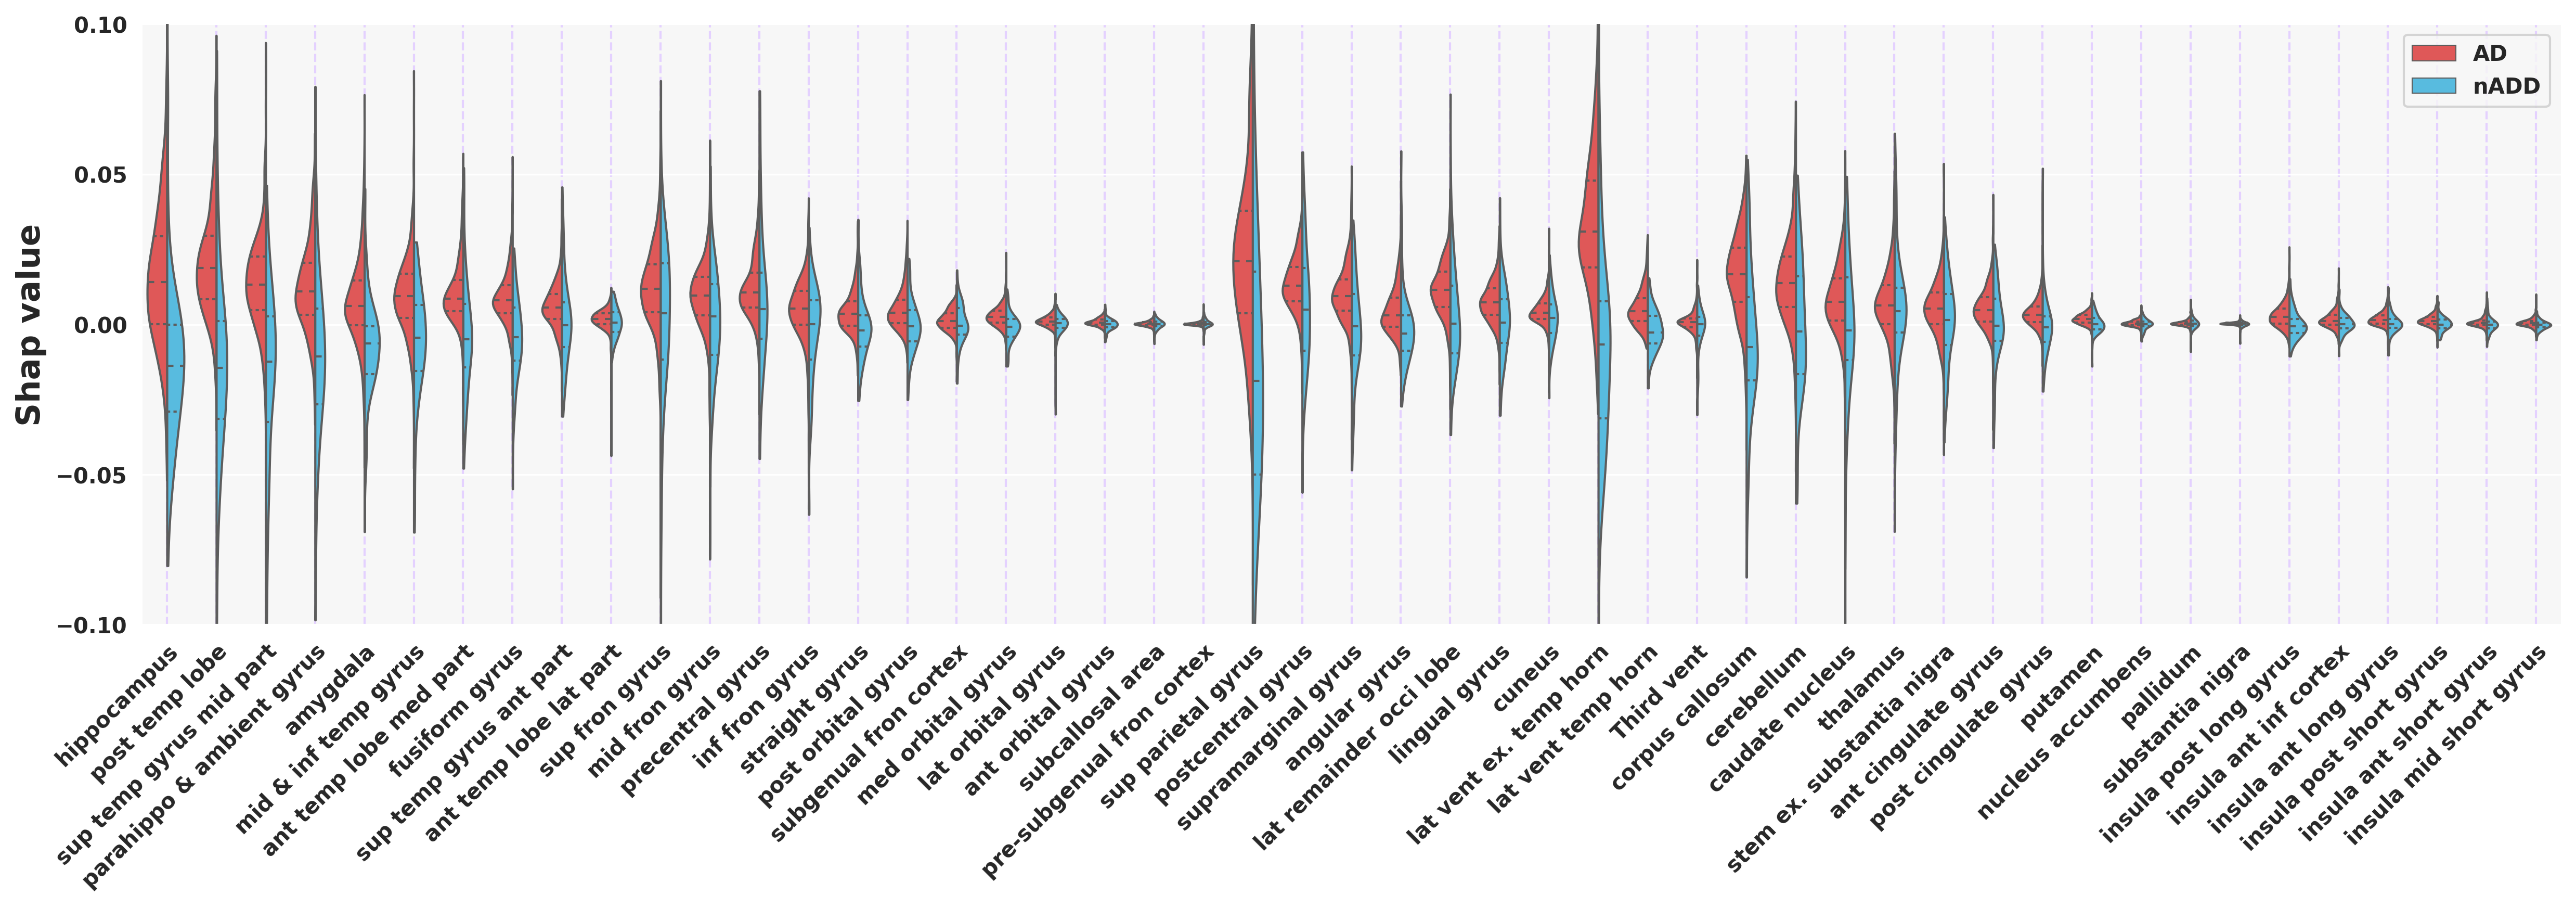 0.10
0.05
0.00
−0.05
−0.10
Shap value
AD
nADD
hippocampus
post temp lobe
sup temp gyrus mid part
parahippo & ambient gyrus
amygdala
mid & inf temp gyrus
ant temp lobe med part
fusiform gyrus
sup temp gyrus ant part
ant temp lobe lat part
sup fron gyrus
mid fron gyrus
precentral gyrus
inf fron gyrus
straight gyrus
post orbital gyrus
subgenual fron cortex
med orbital gyrus
lat orbital gyrus
ant orbital gyrus
subcallosal area
pre-subgenual fron cortex
sup parietal gyrus
postcentral gyrus
supramarginal gyrus
angular gyrus
lat remainder occi lobe
lingual gyrus
cuneus
lat vent ex. temp horn
lat vent temp horn
Third vent
corpus callosum
cerebellum
caudate nucleus
thalamus
stem ex. substantia nigra
ant cingulate gyrus
post cingulate gyrus
putamen
nucleus accumbens
pallidum
substantia nigra
insula post long gyrus
insula ant inf cortex
insula ant long gyrus
insula post short gyrus
insula ant short gyrus
insula mid short gyrus